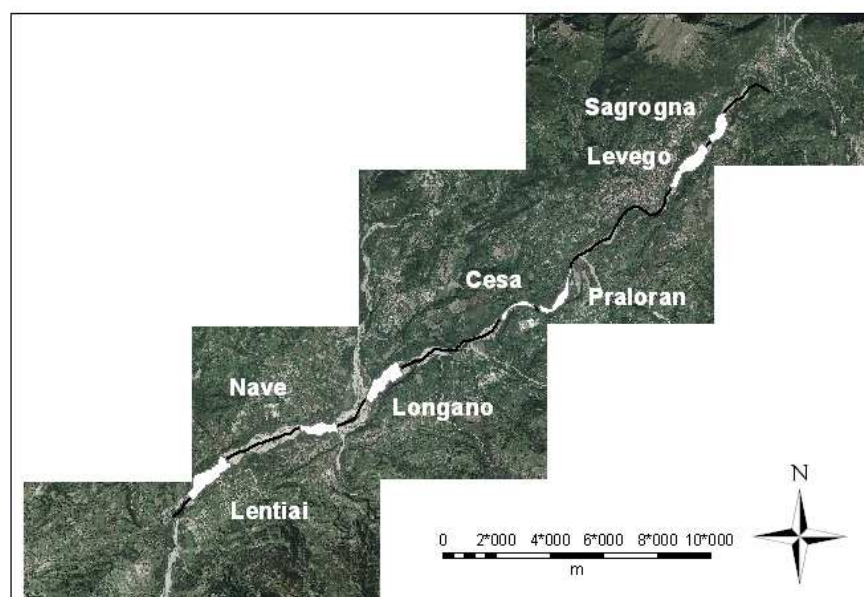 Sagrogna
Levego
Cesa
Praloran
Nave
Longano
Lentiai
N
0 2*000 4*000 6*000 8*000 10*000
m